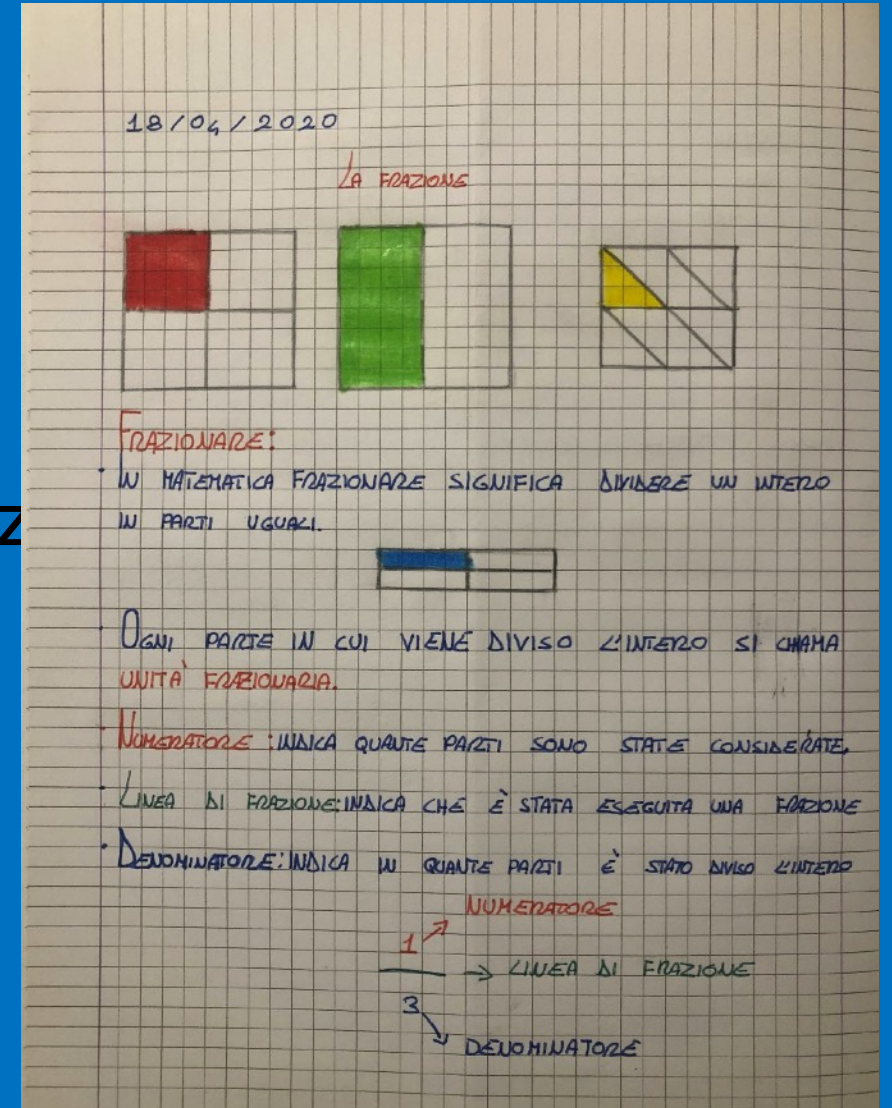 18/04/2020
LA FRAZIONE
FRAZIONARE:
IN MATEMATICA FRAZIONARE SIGNIFICA DIVIDERE UN INTERO
IN PARTI UGUALI.
Z
OGNI PARTE IN CUI VIENE DIVISO L'INTERO SI CHIAMA
UNITÀ FRAZIONARIA.
NUMERATORE: INDICA QUANTE PARTI SONO STATE CONSIDERATE.
LINEA DI FRAZIONE: INDICA CHE È STATA ESEGUITA UNA FRAZIONE
DENOMINATORE: INDICA IN QUANTE PARTI È STATO DIVISO L'INTERO
NUMERATORE
1
LINEA DI FRAZIONE
3
DENOMINATORE